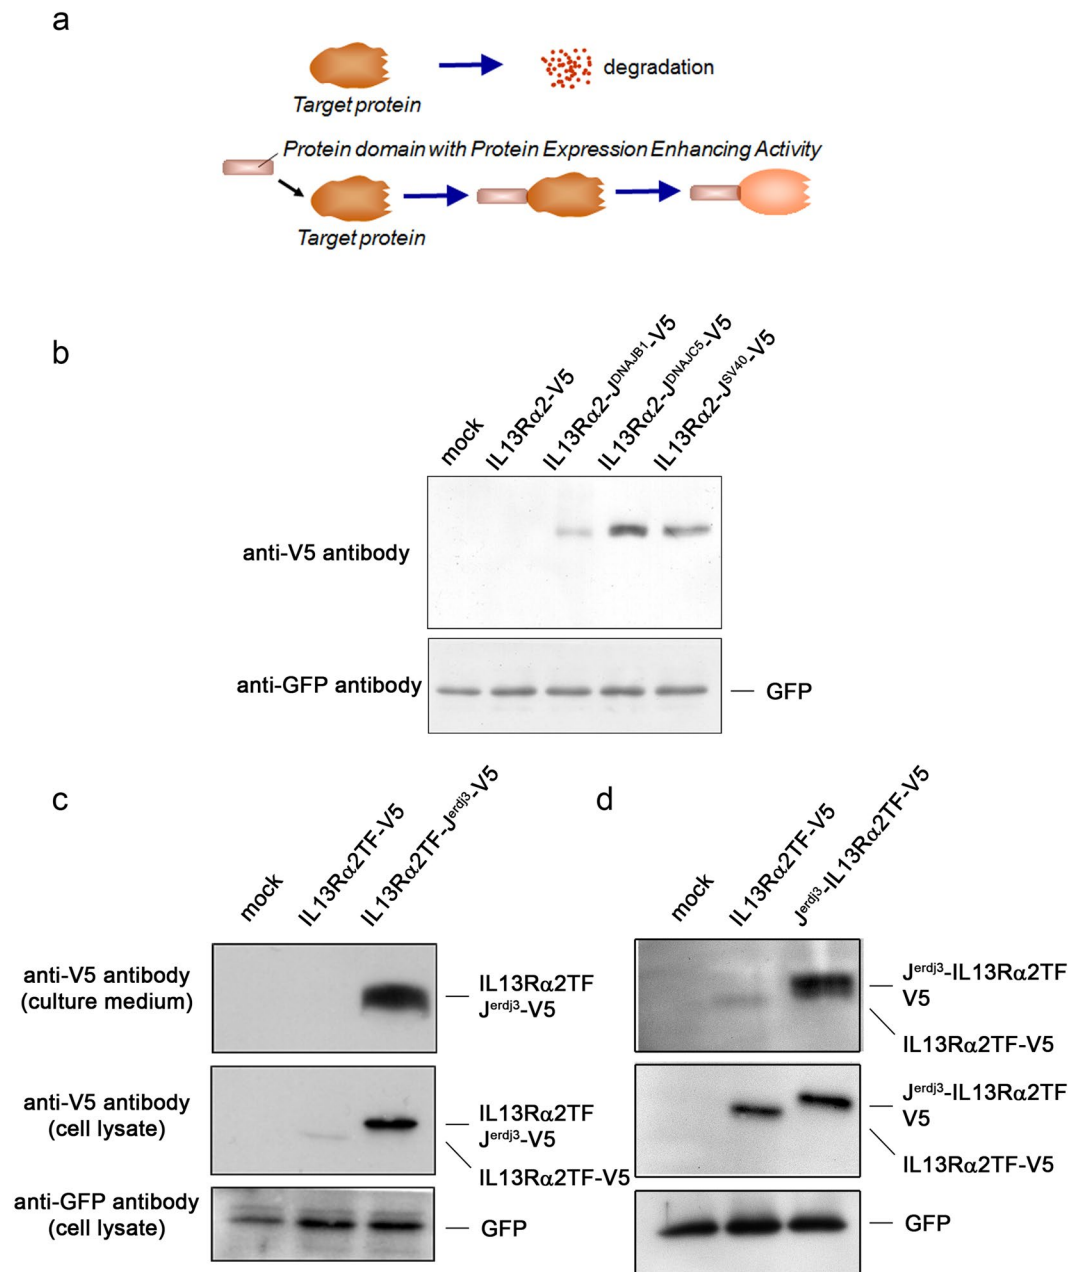 a
Target protein
degradation
Protein domain with Protein Expression Enhancing Activity
Target protein
b
mock
IL13Rα2-V5
IL13Rα2-J^DNAJB1-V5
IL13Rα2-J^DNAJC5-V5
IL13Rα2-J^SV40-V5
anti-V5 antibody
anti-GFP antibody
GFP
c
mock
IL13Rα2TF-V5
IL13Rα2TF-J^erdj3-V5
anti-V5 antibody
(culture medium)
IL13Rα2TF
J^erdj3-V5
anti-V5 antibody
(cell lysate)
IL13Rα2TF
J^erdj3-V5
IL13Rα2TF-V5
anti-GFP antibody
(cell lysate)
GFP
d
mock
IL13Rα2TF-V5
J^erdj3-IL13Rα2TF-V5
J^erdj3-IL13Rα2TF
V5
IL13Rα2TF-V5
J^erdj3-IL13Rα2TF
V5
IL13Rα2TF-V5
GFP